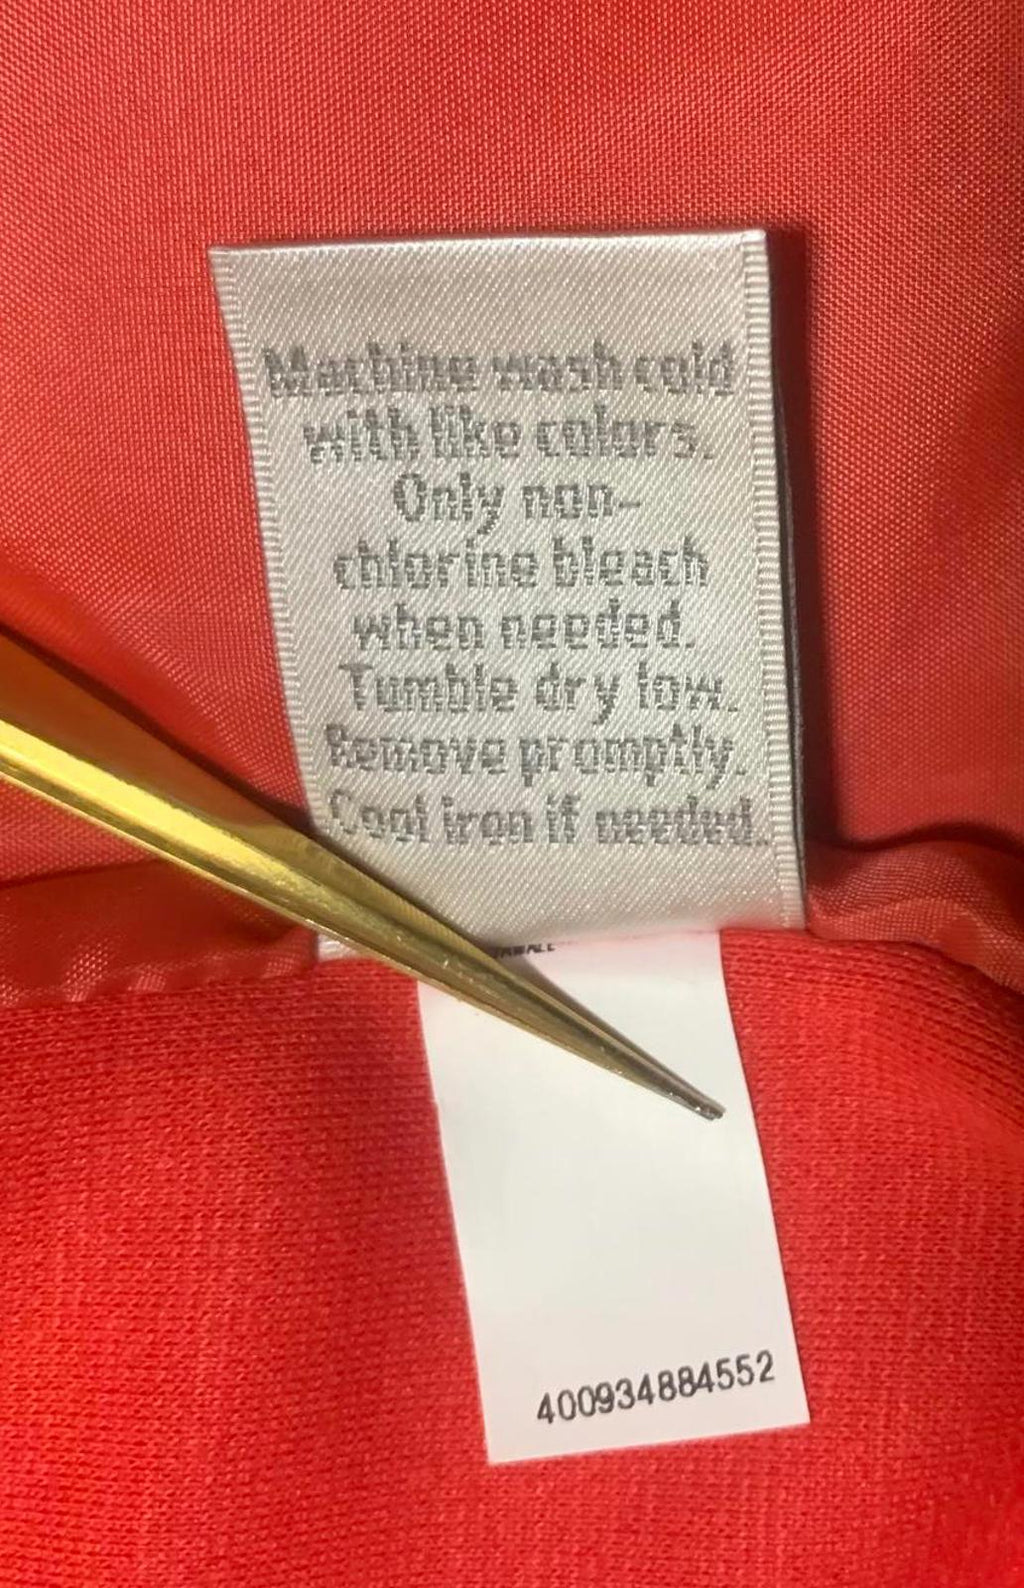 Machine wash cold
with like colors.
Only non-
chlorine bleach
when needed.
Tumble dry low.
Remove promptly.
Cool iron if needed.
400934884552